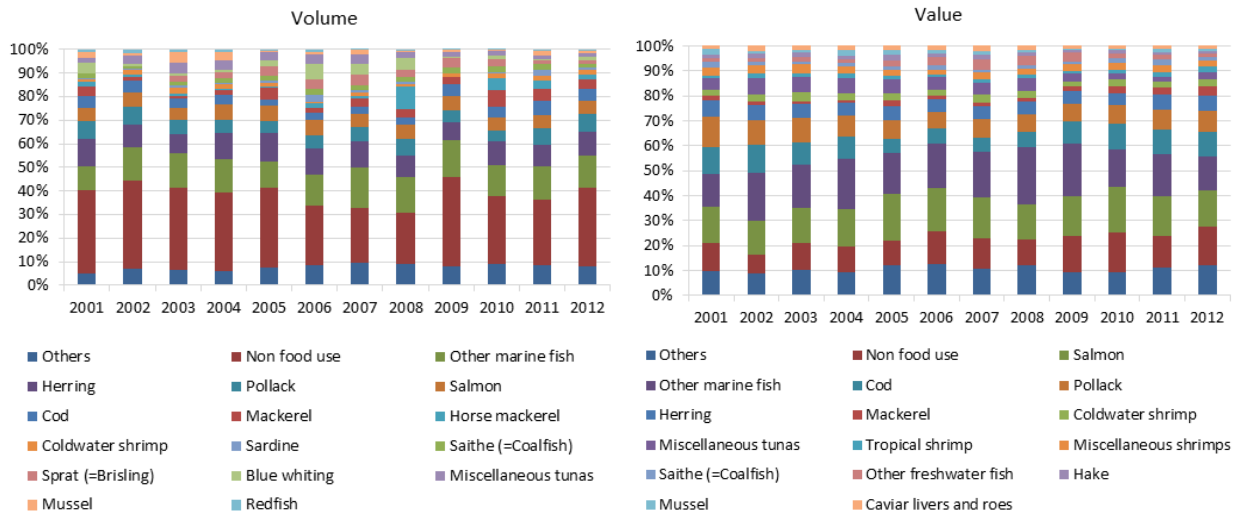 Volume
100%
90%
80%
70%
60%
50%
40%
30%
20%
10%
0%
2001 2002 2003 2004 2005 2006 2007 2008 2009 2010 2011 2012
Others Non food use Other marine fish
Herring Pollack Salmon
Cod Mackerel Horse mackerel
Coldwater shrimp Sardine Saithe (=Coalfish)
Sprat (=Brisling) Blue whiting Miscellaneous tunas
Mussel Redfish
Value
100%
90%
80%
70%
60%
50%
40%
30%
20%
10%
0%
2001 2002 2003 2004 2005 2006 2007 2008 2009 2010 2011 2012
Others Non food use Salmon
Other marine fish Cod Pollack
Herring Mackerel Coldwater shrimp
Miscellaneous tunas Tropical shrimp Miscellaneous shrimps
Saithe (=Coalfish) Other freshwater fish Hake
Mussel Caviar livers and roes